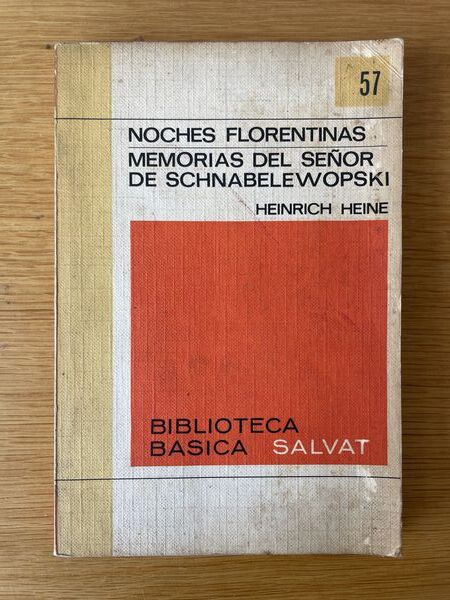 57
NOCHES FLORENTINAS
MEMORIAS DEL SEÑOR
DE SCHNABELEWOPSKI
HEINRICH HEINE
BIBLIOTECA
BASICA SALVAT